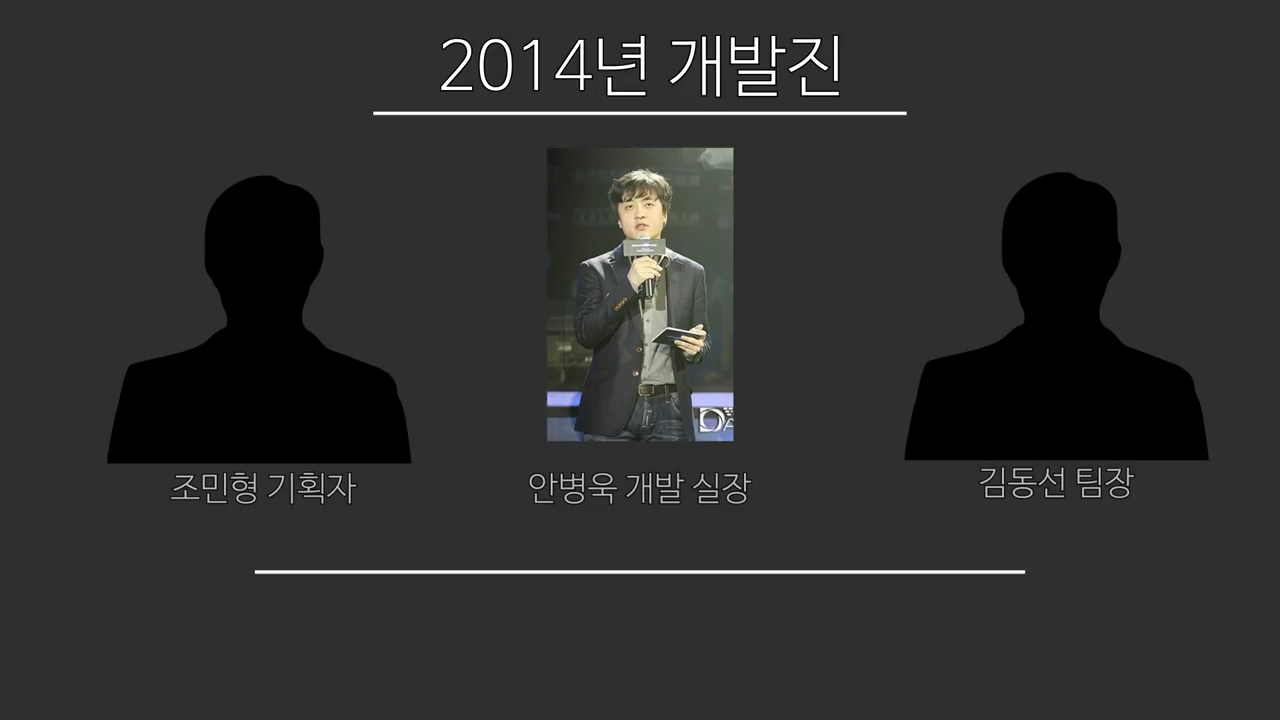 2014년 개발진
조민형 기획자
안병욱 개발 실장
김동선 팀장